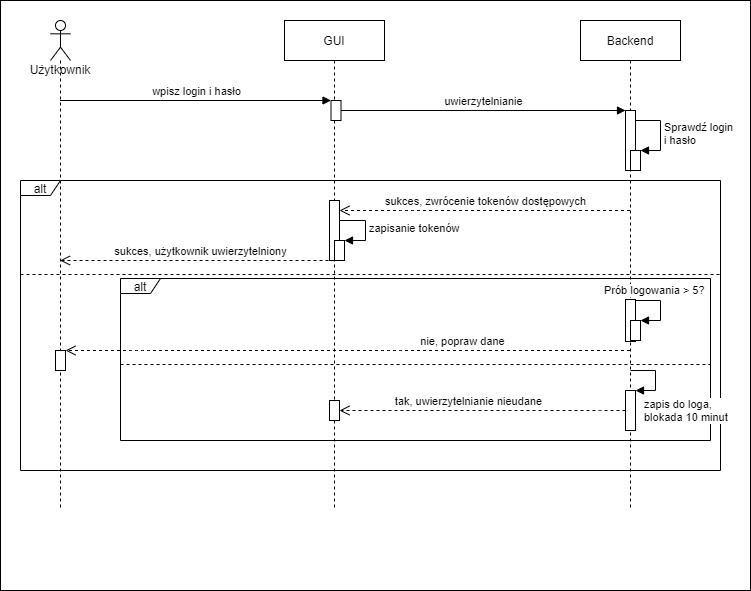 GUI
Backend
Użytkownik
wpisz login i hasło
uwierzytelnianie
Sprawdź login
i hasło
alt
sukces, zwrócenie tokenów dostępowych
zapisanie tokenów
sukces, użytkownik uwierzytelniony
alt
Prób logowania > 5?
nie, popraw dane
tak, uwierzytelnianie nieudane
zapis do loga,
blokada 10 minut